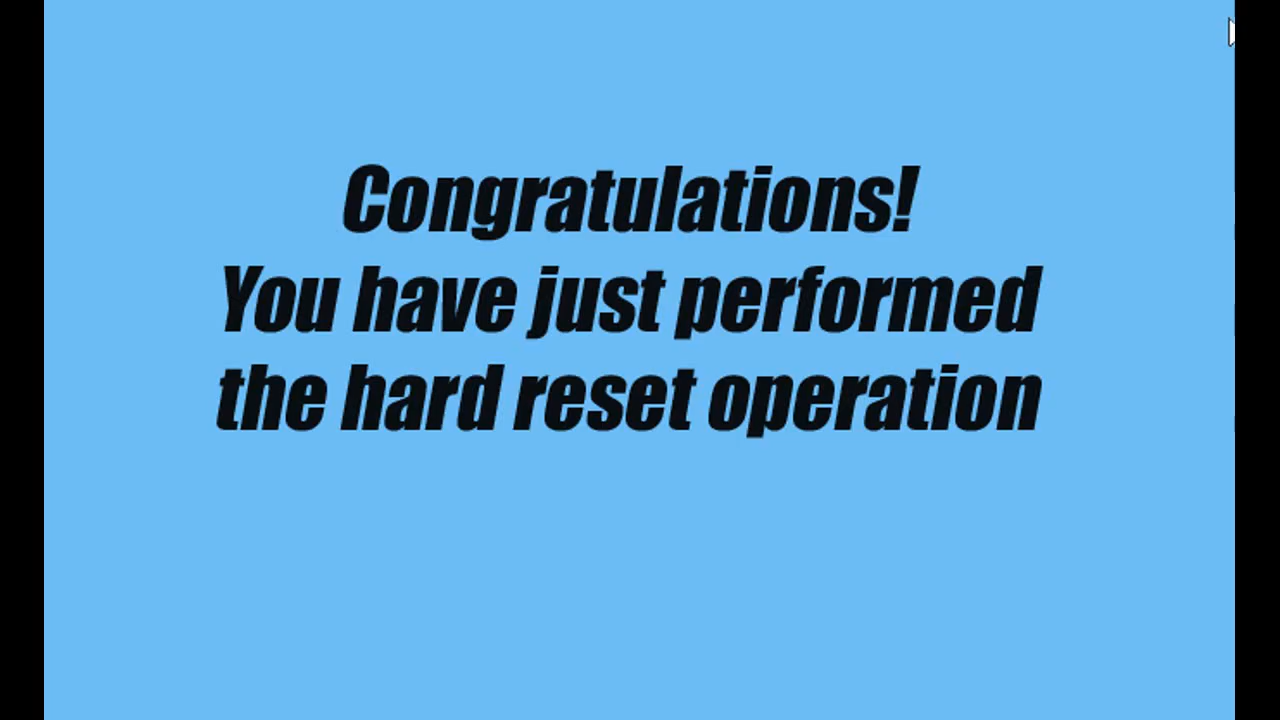 Congratulations!
You have just performed
the hard reset operation